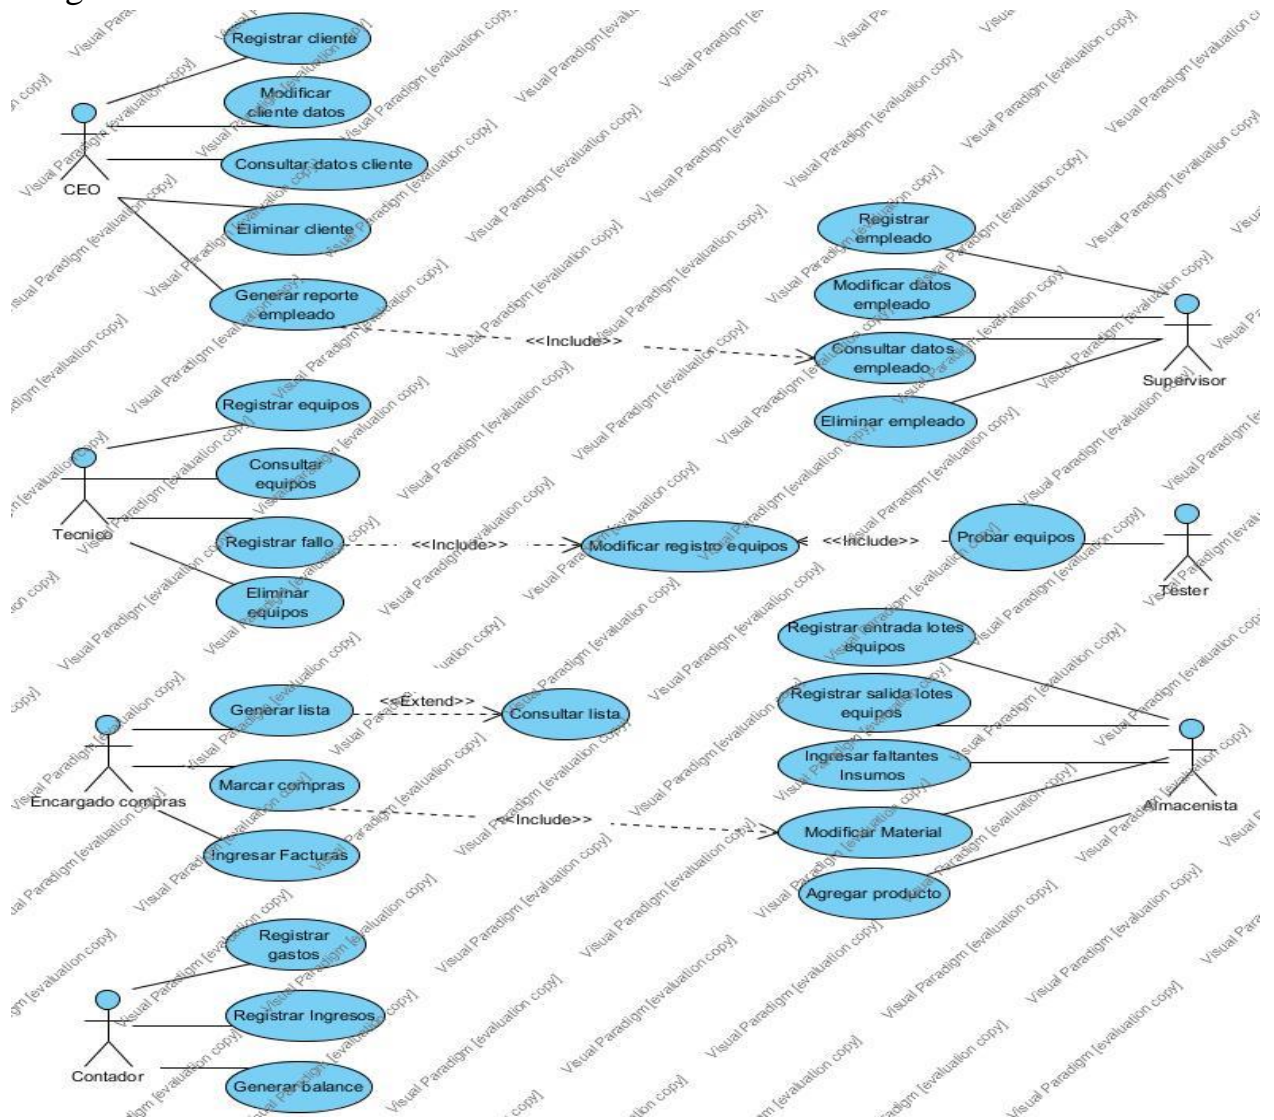 Registrar cliente
Modificar
cliente datos
Consultar datos cliente
CEO
Eliminar cliente
Generar reporte
empleado
<<Include>>
Registrar
empleado
Modificar datos
empleado
Consultar datos
empleado
Supervisor
Eliminar empleado
Registrar equipos
Consultar
equipos
Tecnico
Registrar fallo
<<Include>>
Modificar registro equipos
<<Include>>
Probar equipos
Tester
Eliminar
equipos
Registrar entrada lotes
equipos
Generar lista
<<Extend>>
Consultar lista
Registrar salida lotes
equipos
Ingresar faltantes
Insumos
Marcar compras
Encargado compras
<<Include>>
Almacenista
Modificar Material
Ingresar Facturas
Agregar producto
Registrar
gastos
Registrar Ingresos
Contador
Generar balance
Visual Paradigm [evaluation copy]